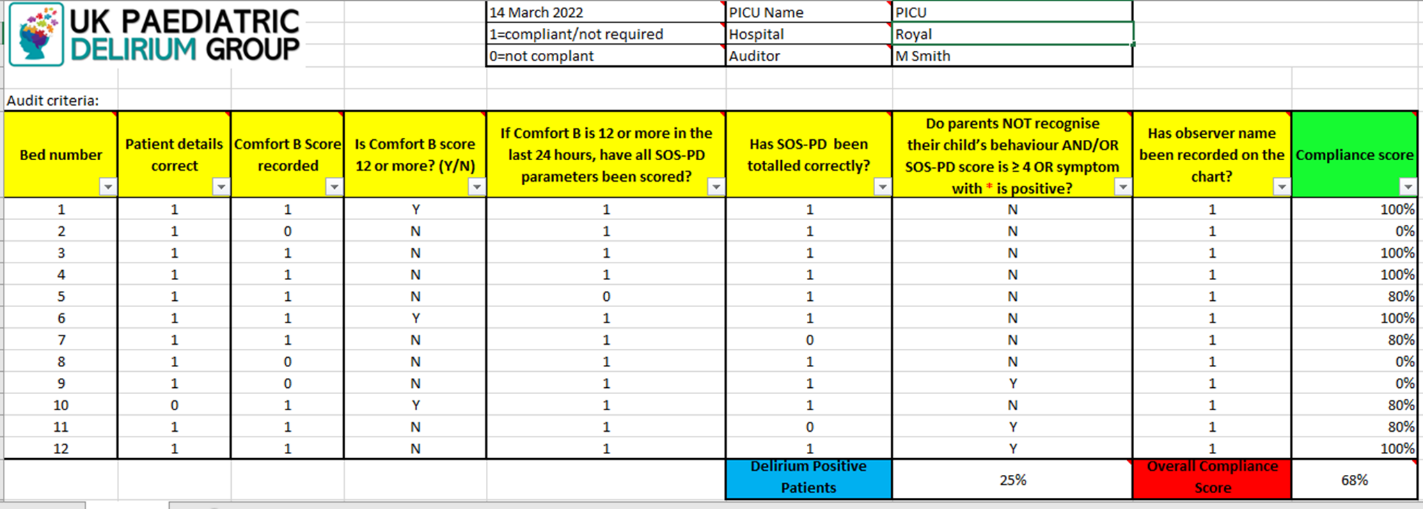 UK PAEDIATRIC
DELIRIUM GROUP
14 March 2022 PICU Name PICU
1=compliant/not required Hospital Royal
0=not complant Auditor M Smith
Audit criteria:
Bed number
Patient details
correct
Comfort B Score
recorded
Is Comfort B score
12 or more? (Y/N)
If Comfort B is 12 or more in the
last 24 hours, have all SOS-PD
parameters been scored?
Has SOS-PD been
totalled correctly?
Do parents NOT recognise
their child's behaviour AND/OR
SOS-PD score is ≥ 4 OR symptom
with * is positive?
Has observer name
been recorded on the
chart?
Compliance score
1 1 1 Y 1 1 N 1 100%
2 1 0 N 1 1 N 1 0%
3 1 1 N 1 1 N 1 100%
4 1 1 N 1 1 N 1 100%
5 1 1 N 0 1 N 1 80%
6 1 1 Y 1 1 N 1 100%
7 1 1 N 1 0 N 1 80%
8 1 0 N 1 1 N 1 0%
9 1 0 N 1 1 Y 1 0%
10 0 1 Y 1 1 N 1 80%
11 1 1 N 1 0 Y 1 80%
12 1 1 N 1 1 Y 1 100%
Delirium Positive
Patients
25%
Overall Compliance
Score
68%